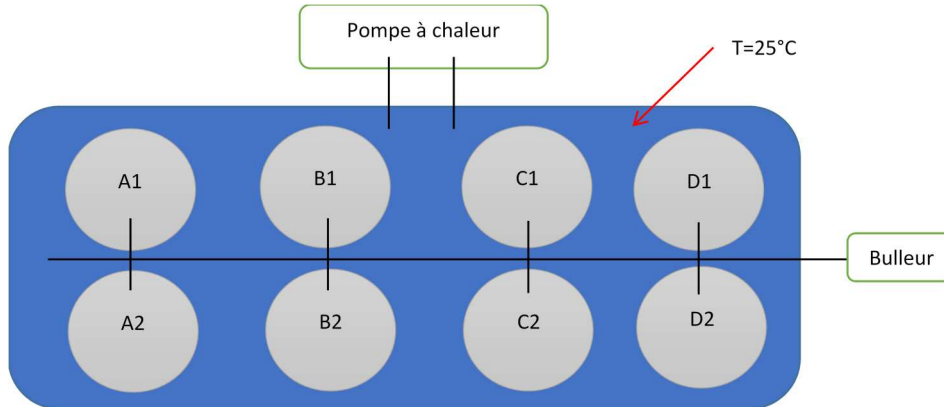 Pompe à chaleur
T=25°C
A1
B1
C1
D1
Bulleur
A2
B2
C2
D2